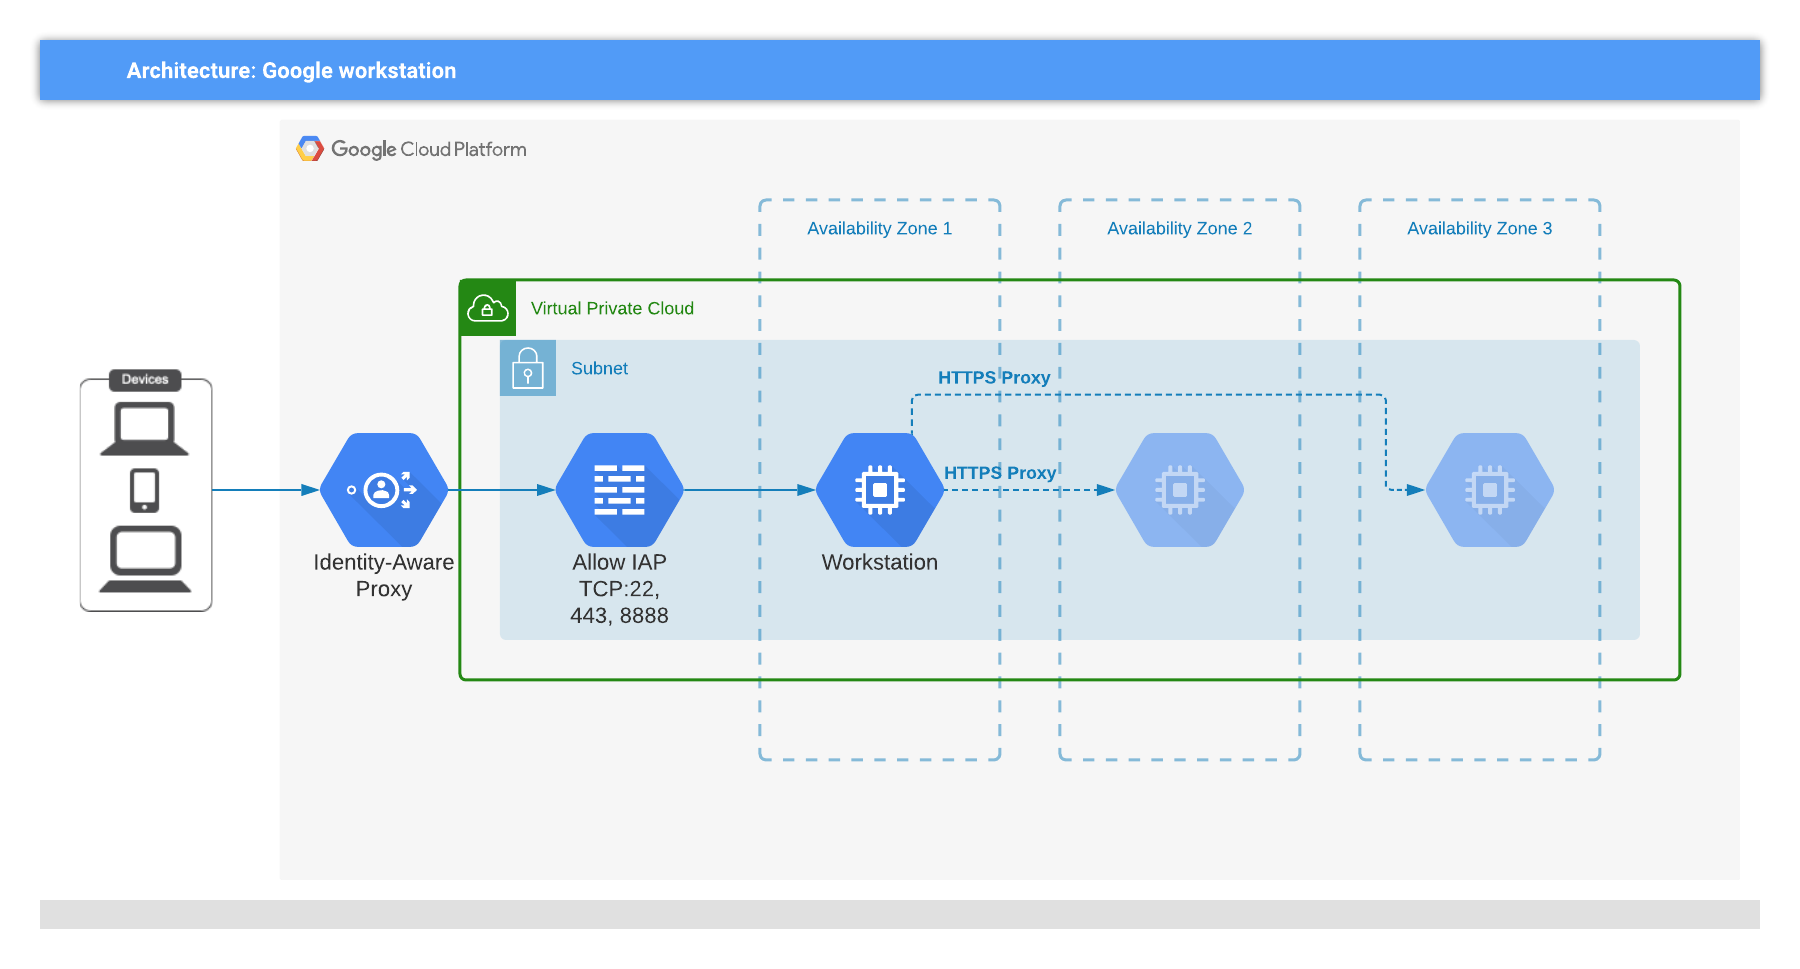 Architecture: Google workstation
Google Cloud Platform
Availability Zone 1
Availability Zone 2
Availability Zone 3
Virtual Private Cloud
Subnet
Devices
HTTPS Proxy
HTTPS Proxy
Identity-Aware
Proxy
Allow IAP
TCP:22,
443, 8888
Workstation